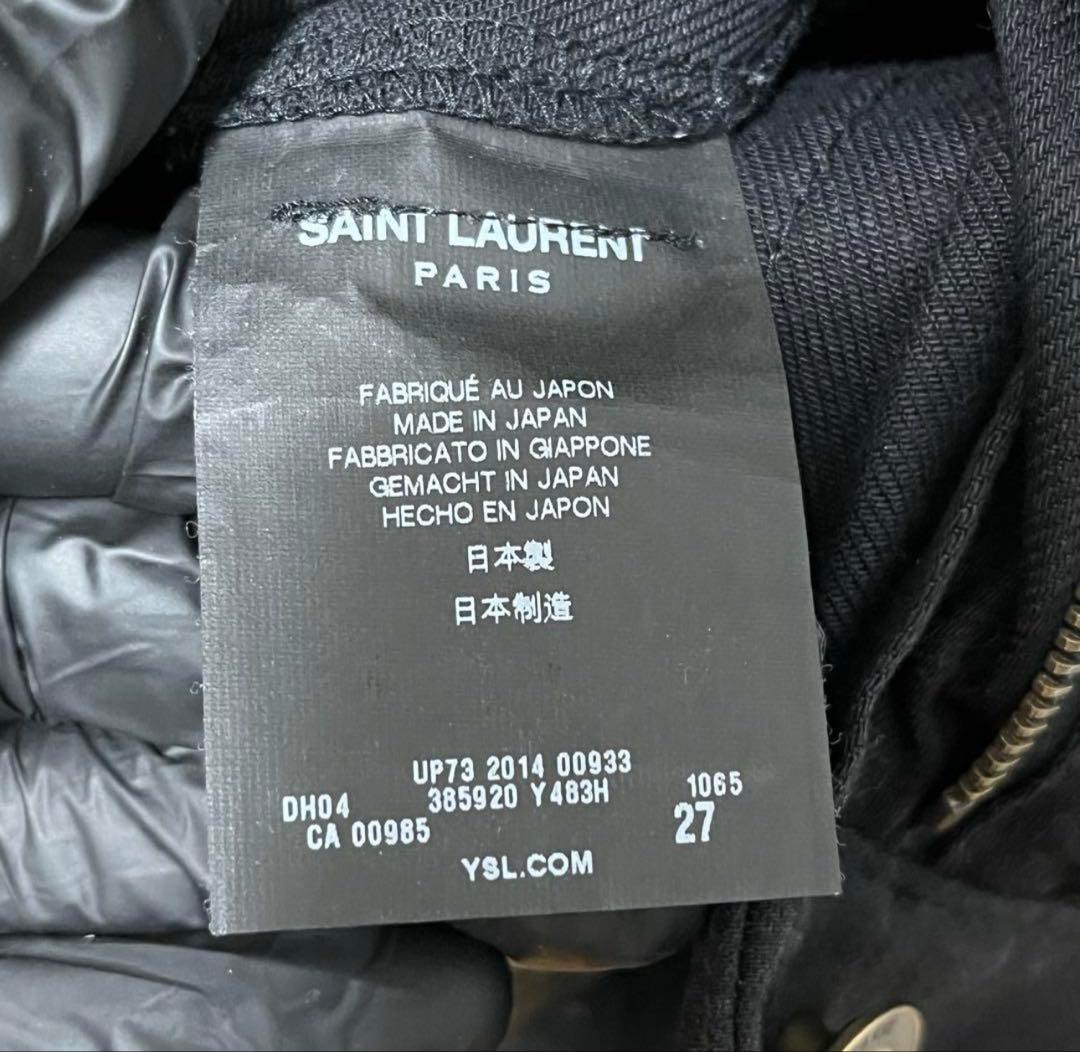 SAINT LAURENT
PARIS
FABRIQUÉ AU JAPON
MADE IN JAPAN
FABBRICATO IN GIAPPONE
GEMACHT IN JAPAN
HECHO EN JAPON
日本製
日本制造
UP73 2014 00933
DH04 385920 Y483H 1065
CA 00985 27
YSL.COM